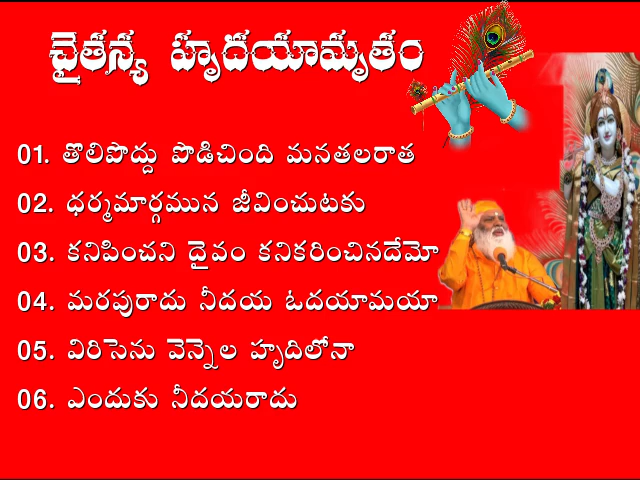 చైతన్య హృదయామృతం
01. తొలిపొద్దు పొడిచింది మనతలరాత
02. ధర్మమార్గమున జీవించుటకు
03. కనిపించని దైవం కనికరించినదేమో
04. మరపురాదు నీదయ ఓదయామయా
05. విరిసెను వెన్నెల హృదిలోనా
06. ఎందుకు నీదయరాదు